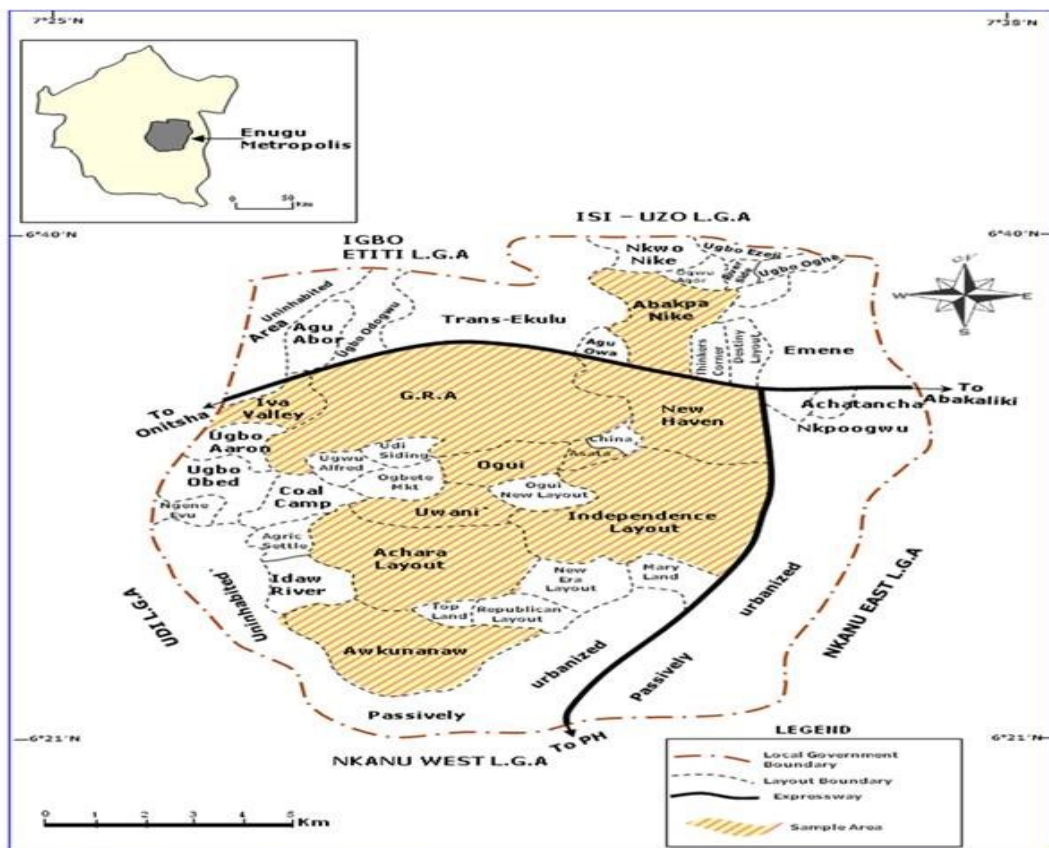 7°25'N
7°38'N
Enugu
Metropolis
0 50
Km
6°40'N
6°40'N
ISI – UZO L.G.A
IGBO
ETITI L.G.A
Nkwo
Nike
Ugbo Ezeji
Ugbo Oghe
Side
Abakpa
Nike
Uninhabited
Area
Agu
Abor
Ugbo Odogwu
Trans-Ekulu
Agu
Owa
Thinkers
Corner
Destiny
Layout
Emene
W
E
S
To
Onitsha
To
Abakaliki
Iva
Valley
G.R.A
New
Haven
Achatancha
Nkpoogwu
Ugbo
Aaron
Ugbo
Obed
Ugwu
Alfred
Udi
Siding
Ogbete
Mkt
Coal
Camp
Ogui
China
Asata
Ogui
New Layout
Ngene
Evu
Uwani
Independence
Layout
Agric
Settle
Achara
Layout
Idaw
River
New
Era
Layout
Mary
Land
Top
Land
Republican
Layout
Awkunanaw
Uninhabited
UDI L.G.A
urbanized
urbanized
Passively
Passively
NKANU EAST L.G.A
To PH
NKANU WEST L.G.A
6°21'N
6°21'N
LEGEND
Local Government
Boundary
Layout Boundary
Expressway
Sample Area
0 1 2 3 4 5
Km